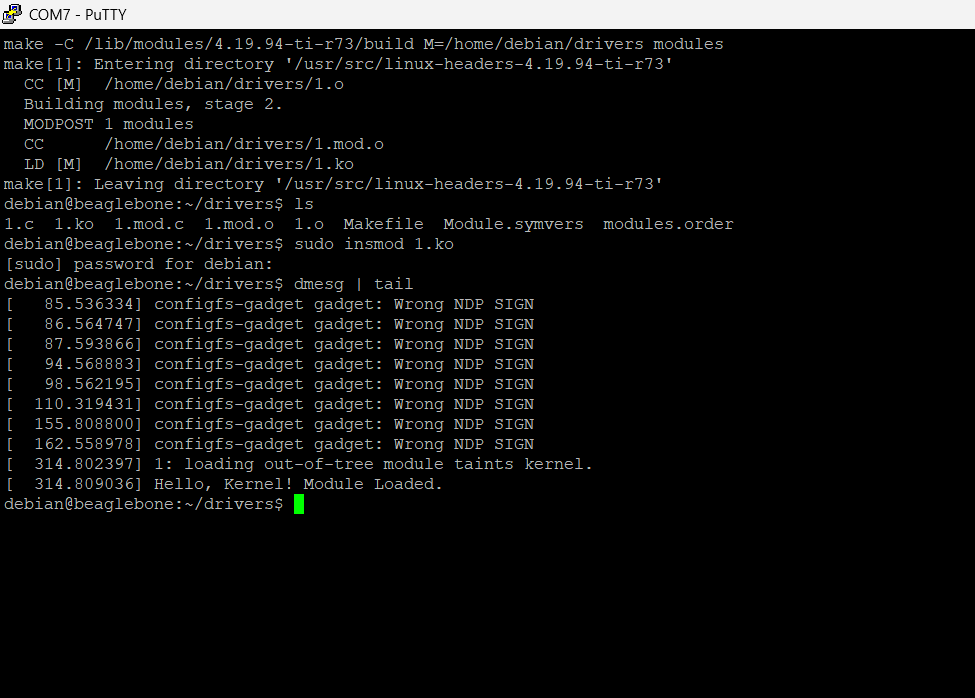 COM7 - PuTTY
make -C /lib/modules/4.19.94-ti-r73/build M=/home/debian/drivers modules
make[1]: Entering directory '/usr/src/linux-headers-4.19.94-ti-r73'
  CC [M]  /home/debian/drivers/1.o
  Building modules, stage 2.
  MODPOST 1 modules
  CC      /home/debian/drivers/1.mod.o
  LD [M]  /home/debian/drivers/1.ko
make[1]: Leaving directory '/usr/src/linux-headers-4.19.94-ti-r73'
debian@beaglebone:~/drivers$ ls
1.c  1.ko  1.mod.c  1.mod.o  1.o  Makefile  Module.symvers  modules.order
debian@beaglebone:~/drivers$ sudo insmod 1.ko
[sudo] password for debian:
debian@beaglebone:~/drivers$ dmesg | tail
[   85.536334] configfs-gadget gadget: Wrong NDP SIGN
[   86.564747] configfs-gadget gadget: Wrong NDP SIGN
[   87.593866] configfs-gadget gadget: Wrong NDP SIGN
[   94.568883] configfs-gadget gadget: Wrong NDP SIGN
[   98.562195] configfs-gadget gadget: Wrong NDP SIGN
[  110.319431] configfs-gadget gadget: Wrong NDP SIGN
[  155.808800] configfs-gadget gadget: Wrong NDP SIGN
[  162.558978] configfs-gadget gadget: Wrong NDP SIGN
[  314.802397] 1: loading out-of-tree module taints kernel.
[  314.809036] Hello, Kernel! Module Loaded.
debian@beaglebone:~/drivers$